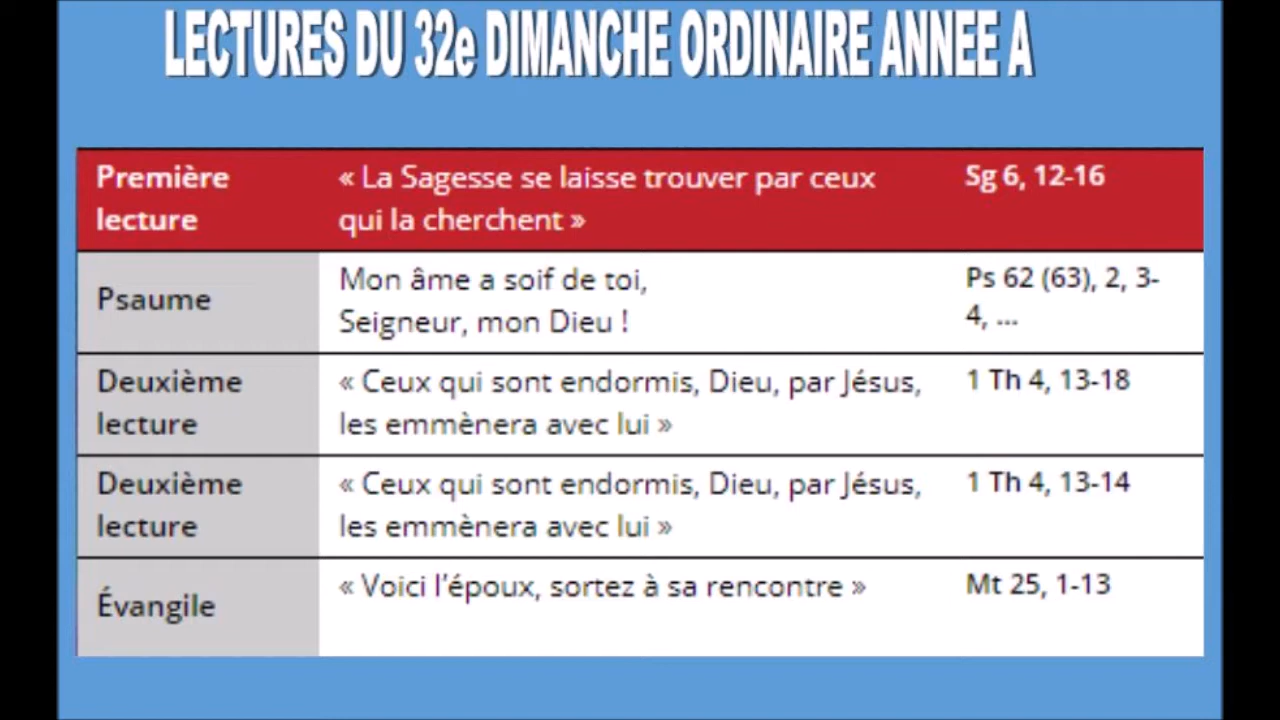 LECTURES DU 32e DIMANCHE ORDINAIRE ANNEE A
Première
lecture
« La Sagesse se laisse trouver par ceux
qui la cherchent »
Sg 6, 12-16
Psaume
Mon âme a soif de toi,
Seigneur, mon Dieu !
Ps 62 (63), 2, 3-
4, ...
Deuxième
lecture
« Ceux qui sont endormis, Dieu, par Jésus,
les emmènera avec lui »
1 Th 4, 13-18
Deuxième
lecture
« Ceux qui sont endormis, Dieu, par Jésus,
les emmènera avec lui »
1 Th 4, 13-14
Évangile
« Voici l'époux, sortez à sa rencontre »
Mt 25, 1-13